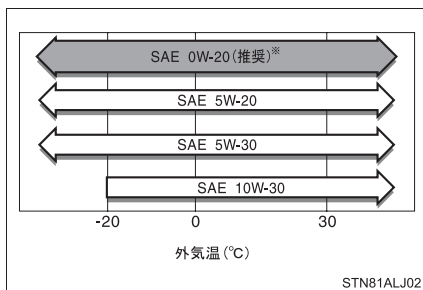 SAE 0W-20(推奨)※
SAE 5W-20
SAE 5W-30
SAE 10W-30
-20 0 30
外気温(℃)
STN81ALJ02